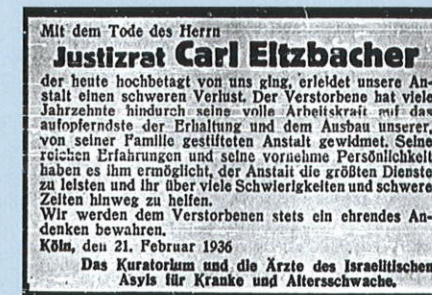 Mit dem Tode des Herrn
Justizrat Carl Eltzbacher
der heute hochbetagt von uns ging, erleidet unsere An-
stalt einen schweren Verlust. Der Verstorbene hat viele
Jahrzehnte hindurch seine volle Arbeitskraft auf das
aufopferndste der Erhaltung und dem Ausbau unserer,
von seiner Familie gestifteten Anstalt gewidmet. Seine
reichen Erfahrungen und seine vornehme Persönlichkeit
haben es ihm ermöglicht, der Anstalt die größten Dienste
zu leisten und ihr über viele Schwierigkeiten und schwere
Zeiten hinweg zu helfen.
Wir werden dem Verstorbenen stets ein ehrendes An-
denken bewahren.
Köln, den 21. Februar 1936
Das Kuratorium und die Ärzte des Israelitischen
Asyls für Kranke und Altersschwache.